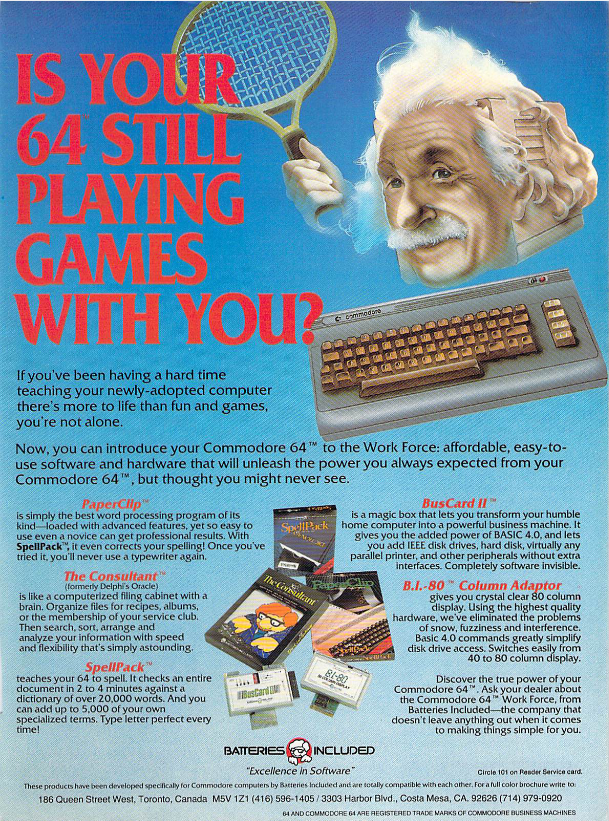 IS YOUR
64™ STILL
PLAYING
GAMES
WITH YOU?
commodore
If you've been having a hard time
teaching your newly-adopted computer
there's more to life than fun and games,
you're not alone.
Now, you can introduce your Commodore 64™ to the Work Force: affordable, easy-to-
use software and hardware that will unleash the power you always expected from your
Commodore 64™, but thought you might never see.
PaperClip™
is simply the best word processing program of its
kind—loaded with advanced features, yet so easy to
use even a novice can get professional results. With
SpellPack™, it even corrects your spelling! Once you've
tried it, you'll never use a typewriter again.
The Consultant™
(formerly Delphi's Oracle)
is like a computerized filing cabinet with a
brain. Organize files for recipes, albums,
or the membership of your service club.
Then search, sort, arrange and
analyze your information with speed
and flexibility that's simply astounding.
SpellPack™
teaches your 64 to spell. It checks an entire
document in 2 to 4 minutes against a
dictionary of over 20,000 words. And you
can add up to 5,000 of your own
specialized terms. Type letter perfect every
time!
SpellPack
The Consultant
PaperClip
BusCard II
B.I.-80
BusCard II™
is a magic box that lets you transform your humble
home computer into a powerful business machine. It
gives you the added power of BASIC 4.0, and lets
you add IEEE disk drives, hard disk, virtually any
parallel printer, and other peripherals without extra
interfaces. Completely software invisible.
B.I.-80™ Column Adaptor
gives you crystal clear 80 column
display. Using the highest quality
hardware, we've eliminated the problems
of snow, fuzziness and interference.
Basic 4.0 commands greatly simplify
disk drive access. Switches easily from
40 to 80 column display.
Discover the true power of your
Commodore 64™. Ask your dealer about
the Commodore 64™ Work Force, from
Batteries Included—the company that
doesn't leave anything out when it comes
to making things simple for you.
BATTERIES INCLUDED
"Excellence in Software"
Circle 101 on Reader Service card.
These products have been developed specifically for Commodore computers by Batteries Included and are totally compatible with each other. For a full color brochure write to:
186 Queen Street West, Toronto, Canada M5V 1Z1 (416) 596-1405 / 3303 Harbor Blvd., Costa Mesa, CA. 92626 (714) 979-0920
64 AND COMMODORE 64 ARE REGISTERED TRADE MARKS OF COMMODORE BUSINESS MACHINES